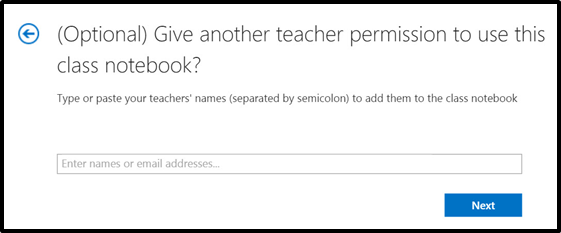 (Optional) Give another teacher permission to use this
class notebook?
Type or paste your teachers' names (separated by semicolon) to add them to the class notebook
Enter names or email addresses...
Next